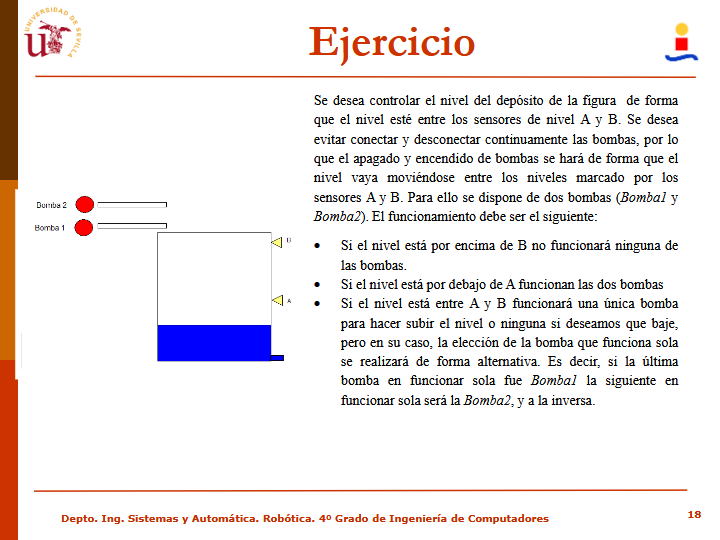 UNIVERSIDAD DE SEVILLA
Ejercicio
Se desea controlar el nivel del depósito de la figura de forma
que el nivel esté entre los sensores de nivel A y B. Se desea
evitar conectar y desconectar continuamente las bombas, por lo
que el apagado y encendido de bombas se hará de forma que el
nivel vaya moviéndose entre los niveles marcado por los
sensores A y B. Para ello se dispone de dos bombas (Bomba1 y
Bomba2). El funcionamiento debe ser el siguiente:
• Si el nivel está por encima de B no funcionará ninguna de
las bombas.
• Si el nivel está por debajo de A funcionan las dos bombas
• Si el nivel está entre A y B funcionará una única bomba
para hacer subir el nivel o ninguna si deseamos que baje,
pero en su caso, la elección de la bomba que funciona sola
se realizará de forma alternativa. Es decir, si la última
bomba en funcionar sola fue Bomba1 la siguiente en
funcionar sola será la Bomba2, y a la inversa.
Bomba 2
Bomba 1
A
Depto. Ing. Sistemas y Automática. Robótica. 4º Grado de Ingeniería de Computadores
18